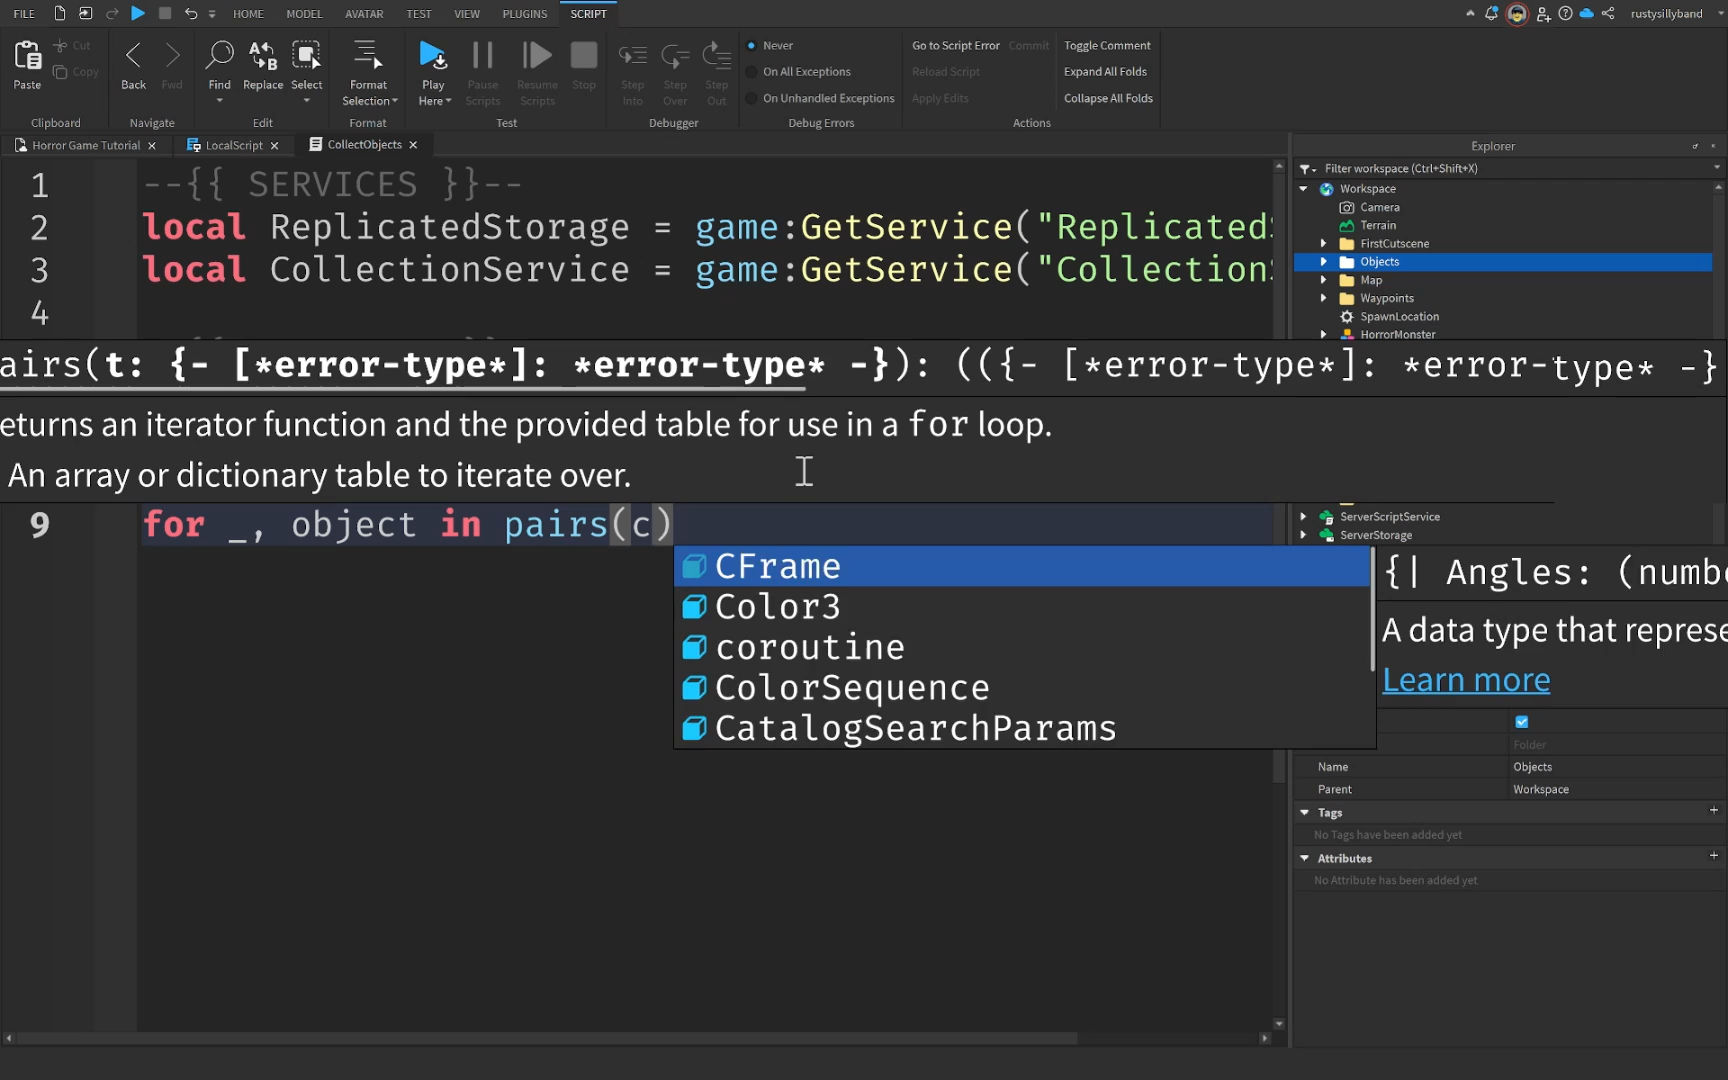 FILE HOME MODEL AVATAR TEST VIEW PLUGINS SCRIPT rustysillyband
Paste Cut Copy
Clipboard
Back Fwd
Navigate
Find Replace Select
Edit
Format Selection
Format
Play Here Pause Scripts Resume Scripts Stop
Test
Step Into Step Over Step Out
Debugger
Never
On All Exceptions
On Unhandled Exceptions
Debug Errors
Go to Script Error Commit Toggle Comment
Reload Script Expand All Folds
Apply Edits Collapse All Folds
Actions
Horror Game Tutorial LocalScript CollectObjects
1 --{{ SERVICES }}--
2 local ReplicatedStorage = game:GetService("Replicated
3 local CollectionService = game:GetService("Collection
4
airs(t: {- [*error-type*]: *error-type* -}): (({- [*error-type*]: *error-type* -}
eturns an iterator function and the provided table for use in a for loop.
An array or dictionary table to iterate over.
9 for _, object in pairs(c)
CFrame
Color3
coroutine
ColorSequence
CatalogSearchParams
Explorer
Filter workspace (Ctrl+Shift+X)
Workspace
Camera
Terrain
FirstCutscene
Objects
Map
Waypoints
SpawnLocation
HorrorMonster
ServerScriptService
ServerStorage
{| Angles: (numb
A data type that represe
Learn more
Folder
Name Objects
Parent Workspace
Tags
No Tags have been added yet
Attributes
No Attribute has been added yet